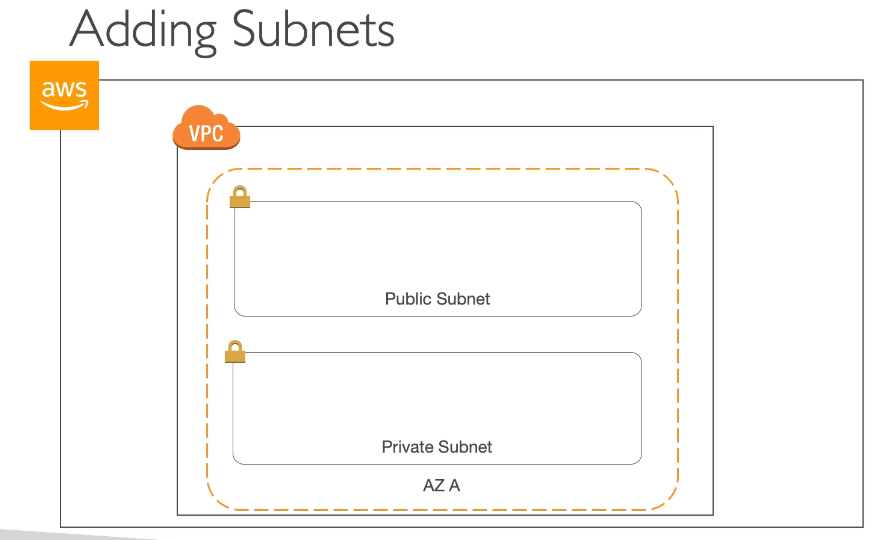 Adding Subnets
aws
VPC
Public Subnet
Private Subnet
AZ A